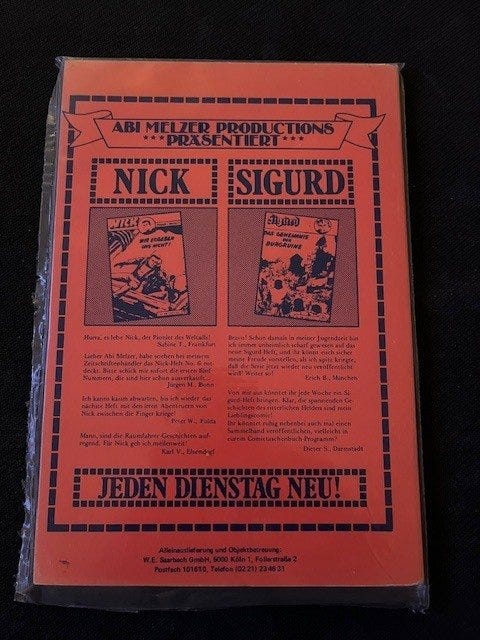 ABI MELZER PRODUCTIONS
*** PRÄSENTIERT ***
NICK
SIGURD
NICK
WIR ERGEBEN
UNS NICHT!
Sigurd
DAS GEHEIMNIS
DER
BURGRUINE
Hurra, es lebe Nick, der Pionier des Weltalls!
Sabine T., Frankfurt
Lieber Abi Melzer, habe soeben bei meinem
Zeitschriftenhändler das Nick-Heft No. 6 ent-
deckt. Bitte schick mir sofort die ersten fünf
Nummern, die sind hier schon ausverkauft...
Jürgen M., Bonn
Ich kanns kaum abwarten, bis ich wieder das
nächste Heft mit den irren Abenteuern von
Nick zwischen die Finger kriege!
Peter W., Fulda
Mann, sind die Raumfahrer Geschichten auf-
regend. Für Nick geh ich meilenweit!
Karl V., Elsendorf
Bravo! Schon damals in meiner Jugendzeit bin
ich immer unheimlich scharf gewesen auf das
neue Sigurd Heft, und ihr könnt euch sicher
meine Freude vorstellen, als ich spitz kriegte,
daß die Serie jetzt wieder neu veröffentlicht
wird! Weiter so!
Erich B., München
Von mir aus könntet ihr jede Woche ein Si-
gurd-Heft bringen. Klar, die spannenden Ge-
schichten des ritterlichen Helden sind mein
Lieblingscomic!
Ihr könntet ruhig nebenbei auch mal einen
Sammelband veröffentlichen, vielleicht in
eurem Comictaschenbuch Programm?
Dieter S., Darmstadt
JEDEN DIENSTAG NEU!
Alleinauslieferung und Objektbetreuung:
W.E. Saarbach GmbH, 5000 Köln 1, Follerstraße 2
Postfach 101610, Telefon (02 21) 23 46 31